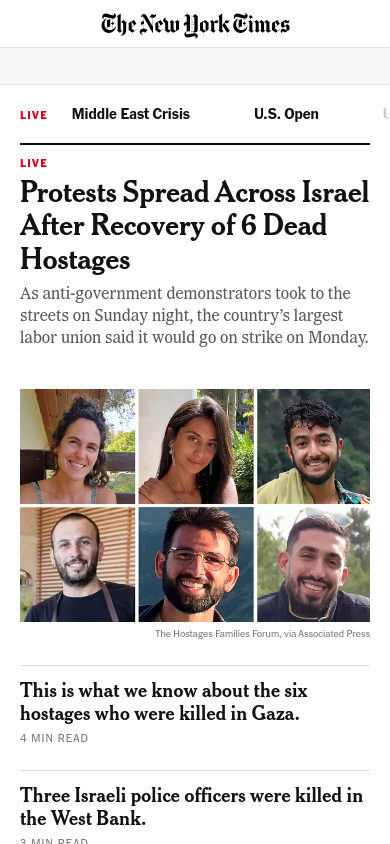 The New York Times
LIVE Middle East Crisis U.S. Open
LIVE
Protests Spread Across Israel
After Recovery of 6 Dead
Hostages
As anti-government demonstrators took to the
streets on Sunday night, the country’s largest
labor union said it would go on strike on Monday.
The Hostages Families Forum, via Associated Press
This is what we know about the six
hostages who were killed in Gaza.
4 MIN READ
Three Israeli police officers were killed in
the West Bank.
3 MIN READ